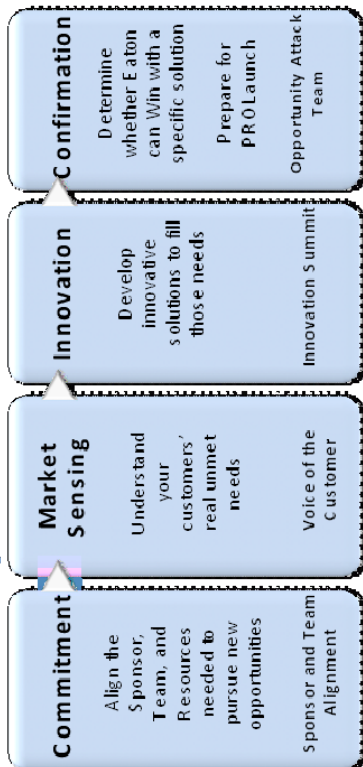 Commitment
Align the
Sponsor,
Team, and
Resources
needed to
pursue new
opportunities
Sponsor and Team
Alignment
Market
Sensing
Understand
your
customers'
real unmet
needs
Voice of the
Customer
Innovation
Develop
innovative
solutions to fill
those needs
Innovation Summit
Confirmation
Determine
whether Eaton
can Win with a
specific solution
Prepare for
PROLaunch
Opportunity Attack
Team